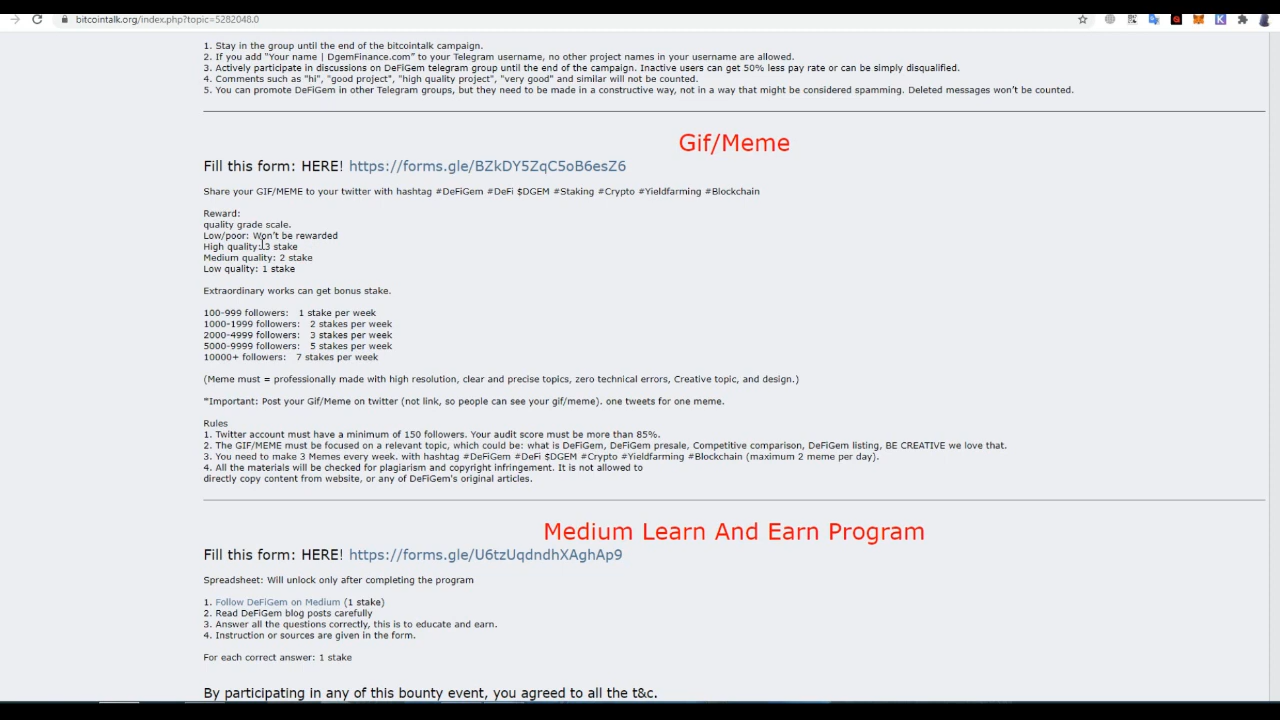 bitcointalk.org/index.php?topic=5282048.0
1. Stay in the group until the end of the bitcointalk campaign.
2. If you add "Your name | DgemFinance.com" to your Telegram username, no other project names in your username are allowed.
3. Actively participate in discussions on DeFiGem telegram group until the end of the campaign. Inactive users can get 50% less pay rate or can be simply disqualified.
4. Comments such as "hi", "good project", "high quality project", "very good" and similar will not be counted.
5. You can promote DeFiGem in other Telegram groups, but they need to be made in a constructive way, not in a way that might be considered spamming. Deleted messages won't be counted.
Gif/Meme
Fill this form: HERE! https://forms.gle/BZkDY5ZqC5oB6esZ6
Share your GIF/MEME to your twitter with hashtag #DeFiGem #DeFi $DGEM #Staking #Crypto #Yieldfarming #Blockchain
Reward:
quality grade scale.
Low/poor: Won't be rewarded
High quality: 3 stake
Medium quality: 2 stake
Low quality: 1 stake
Extraordinary works can get bonus stake.
100-999 followers: 1 stake per week
1000-1999 followers: 2 stakes per week
2000-4999 followers: 3 stakes per week
5000-9999 followers: 5 stakes per week
10000+ followers: 7 stakes per week
(Meme must = professionally made with high resolution, clear and precise topics, zero technical errors, Creative topic, and design.)
*Important: Post your Gif/Meme on twitter (not link, so people can see your gif/meme). one tweets for one meme.
Rules
1. Twitter account must have a minimum of 150 followers. Your audit score must be more than 85%.
2. The GIF/MEME must be focused on a relevant topic, which could be: what is DeFiGem, DeFiGem presale, Competitive comparison, DeFiGem listing, BE CREATIVE we love that.
3. You need to make 3 Memes every week. with hashtag #DeFiGem #DeFi $DGEM #Crypto #Yieldfarming #Blockchain (maximum 2 meme per day).
4. All the materials will be checked for plagiarism and copyright infringement. It is not allowed to
directly copy content from website, or any of DeFiGem's original articles.
Medium Learn And Earn Program
Fill this form: HERE! https://forms.gle/U6tzUqdndhXAghAp9
Spreadsheet: Will unlock only after completing the program
1. Follow DeFiGem on Medium (1 stake)
2. Read DeFiGem blog posts carefully
3. Answer all the questions correctly, this is to educate and earn.
4. Instruction or sources are given in the form.
For each correct answer: 1 stake
By participating in any of this bounty event, you agreed to all the t&c.